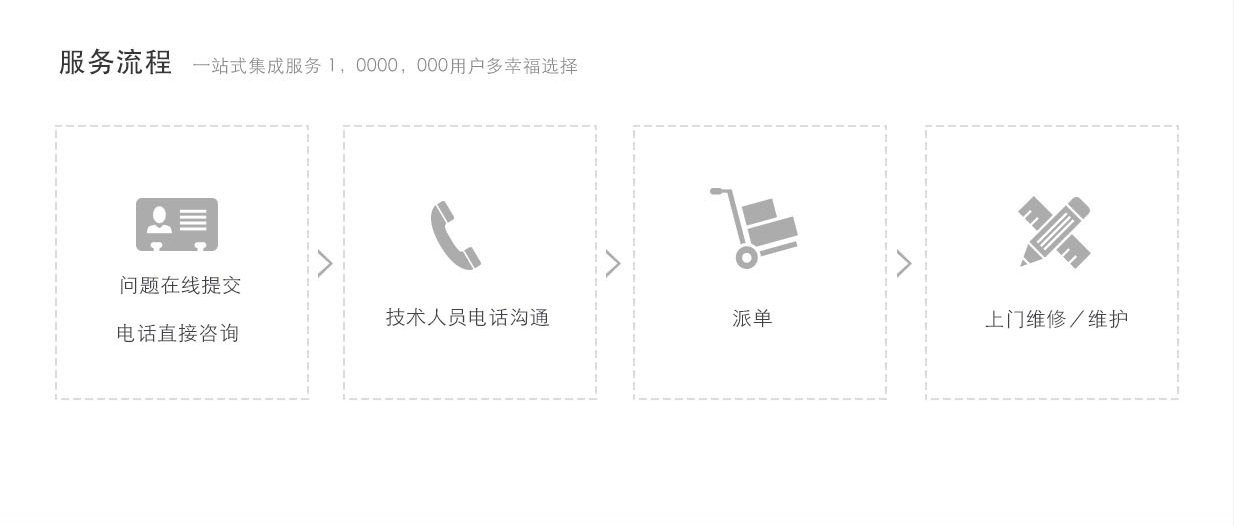 服务流程 一站式集成服务 1，0000，000用户多幸福选择
问题在线提交
电话直接咨询
技术人员电话沟通
派单
上门维修／维护